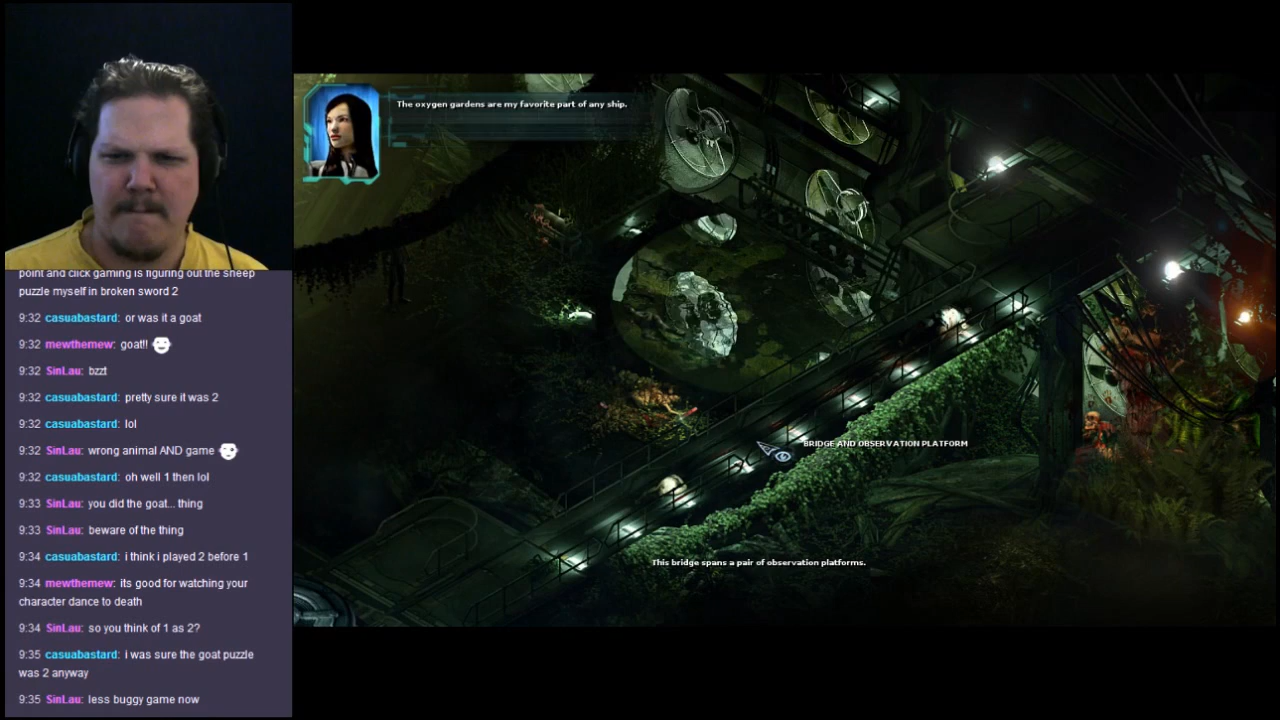 The oxygen gardens are my favorite part of any ship.
BRIDGE AND OBSERVATION PLATFORM
This bridge spans a pair of observation platforms.
point and click gaming is figuring out the sheep
puzzle myself in broken sword 2
9:32 casuabastard: or was it a goat
9:32 mewthemew: goat!!
9:32 SinLau: bzzt
9:32 casuabastard: pretty sure it was 2
9:32 casuabastard: lol
9:32 SinLau: wrong animal AND game
9:32 casuabastard: oh well 1 then lol
9:33 SinLau: you did the goat... thing
9:33 SinLau: beware of the thing
9:34 casuabastard: i think i played 2 before 1
9:34 mewthemew: its good for watching your
character dance to death
9:34 SinLau: so you think of 1 as 2?
9:35 casuabastard: i was sure the goat puzzle
was 2 anyway
9:35 SinLau: less buggy game now